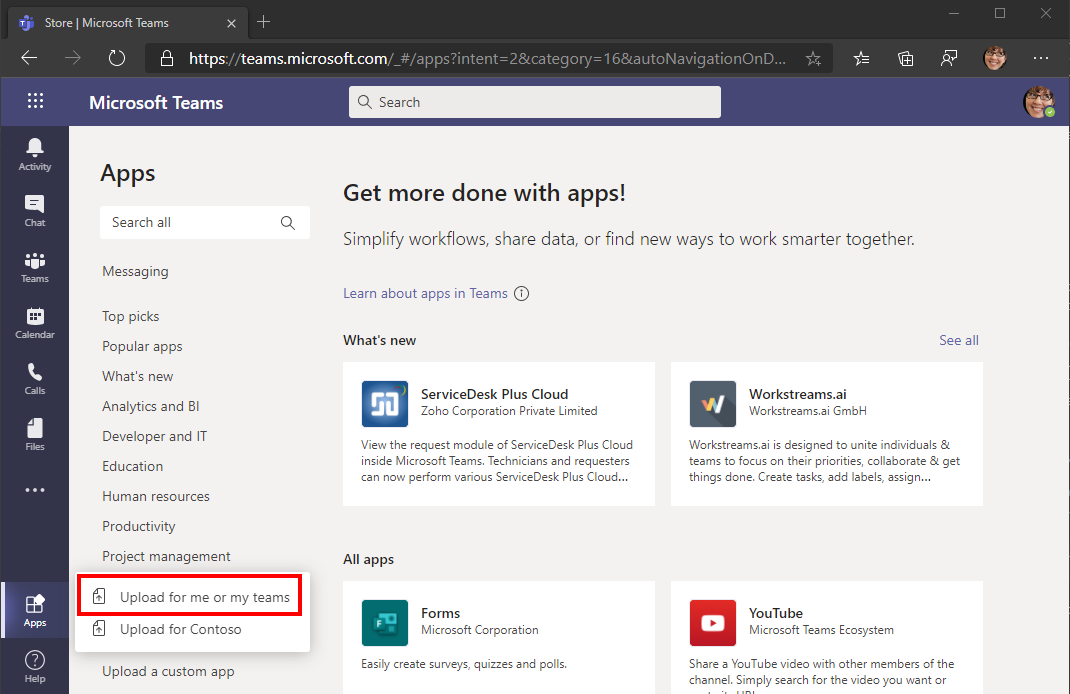 Store | Microsoft Teams
https://teams.microsoft.com/_#/apps?intent=2&category=16&autoNavigationOnD...
Microsoft Teams
Search
Activity
Chat
Teams
Calendar
Calls
Files
Apps
Help
Apps
Search all
Messaging
Top picks
Popular apps
What's new
Analytics and BI
Developer and IT
Education
Human resources
Productivity
Project management
Upload for me or my teams
Upload for Contoso
Upload a custom app
Get more done with apps!
Simplify workflows, share data, or find new ways to work smarter together.
Learn about apps in Teams
What's new
See all
ServiceDesk Plus Cloud
Zoho Corporation Private Limited
View the request module of ServiceDesk Plus Cloud
inside Microsoft Teams. Technicians and requesters
can now perform various ServiceDesk Plus Cloud...
Workstreams.ai
Workstreams.ai GmbH
Workstreams.ai is designed to unite individuals &
teams to focus on their priorities, collaborate & get
things done. Create tasks, add labels, assign...
All apps
Forms
Microsoft Corporation
Easily create surveys, quizzes and polls.
YouTube
Microsoft Teams Ecosystem
Share a YouTube video with other members of the
channel. Simply search for the video you want or